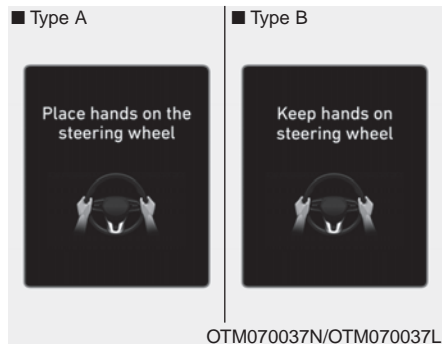 ■ Type A
Place hands on the
steering wheel
■ Type B
Keep hands on
steering wheel
OTM070037N/OTM070037L